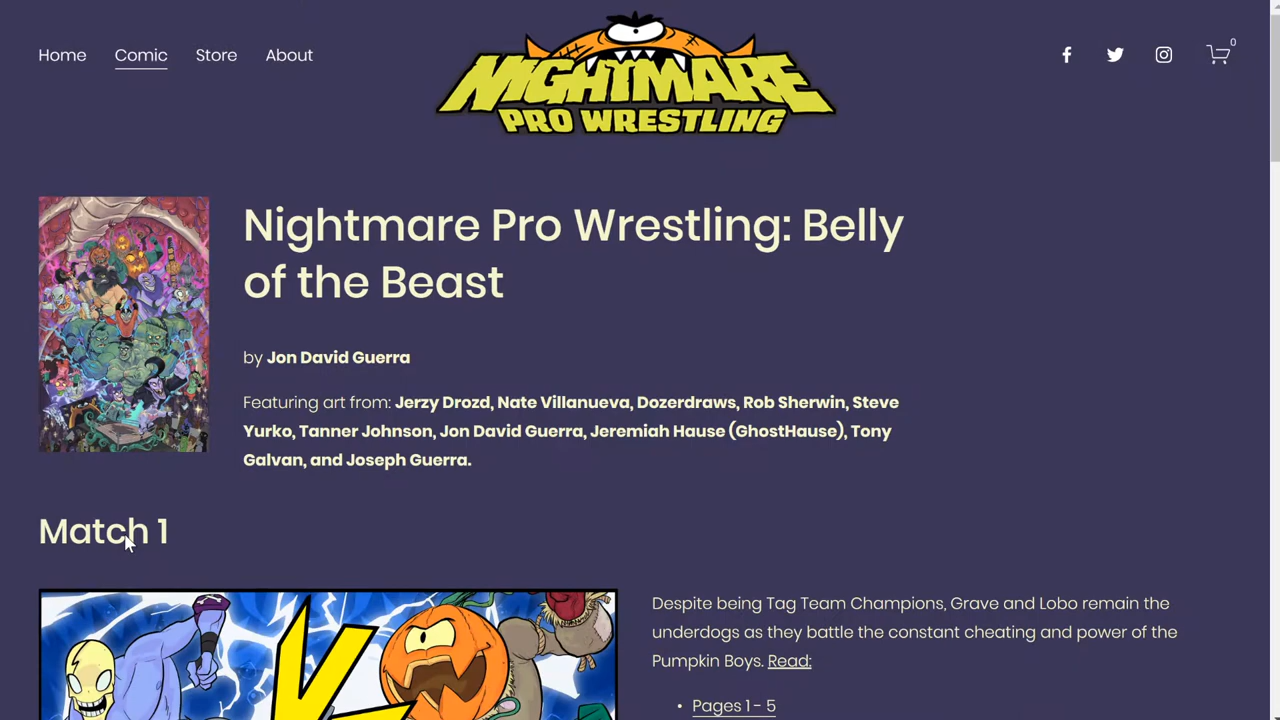 Home Comic Store About
NIGHTMARE
PRO WRESTLING
0
Nightmare Pro Wrestling: Belly
of the Beast
by Jon David Guerra
Featuring art from: Jerzy Drozd, Nate Villanueva, Dozerdraws, Rob Sherwin, Steve
Yurko, Tanner Johnson, Jon David Guerra, Jeremiah Hause (GhostHause), Tony
Galvan, and Joseph Guerra.
Match 1
Despite being Tag Team Champions, Grave and Lobo remain the
underdogs as they battle the constant cheating and power of the
Pumpkin Boys. Read:
• Pages 1 - 5